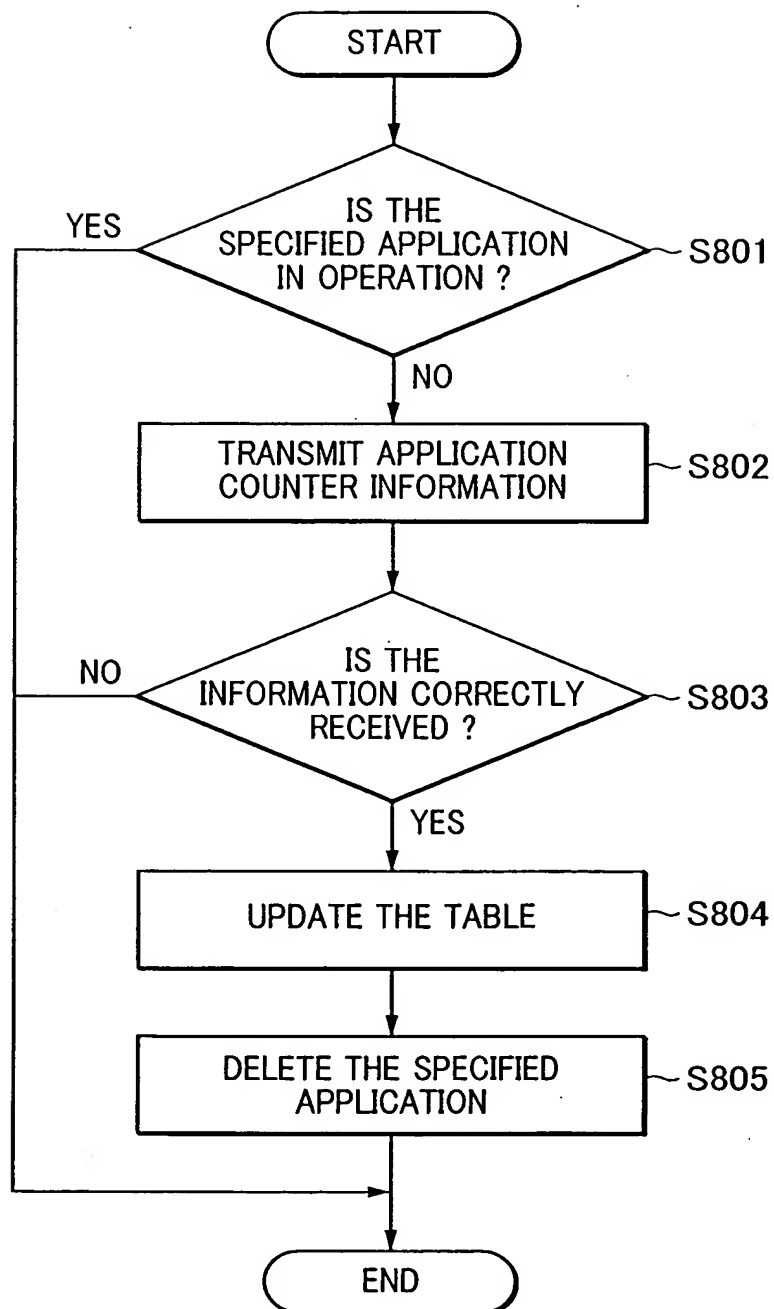 START
YES
IS THE
SPECIFIED APPLICATION
IN OPERATION ?
S801
NO
TRANSMIT APPLICATION
COUNTER INFORMATION
S802
NO
IS THE
INFORMATION CORRECTLY
RECEIVED ?
S803
YES
UPDATE THE TABLE
S804
DELETE THE SPECIFIED
APPLICATION
S805
END